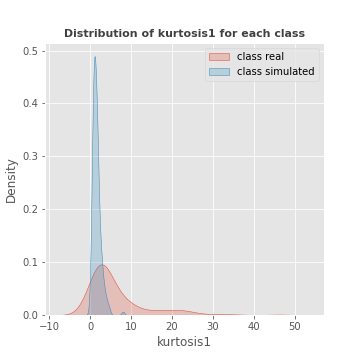 Distribution of kurtosis1 for each class
class real
class simulated
Density
0.5
0.4
0.3
0.2
0.1
0.0
−10 0 10 20 30 40 50
kurtosis1